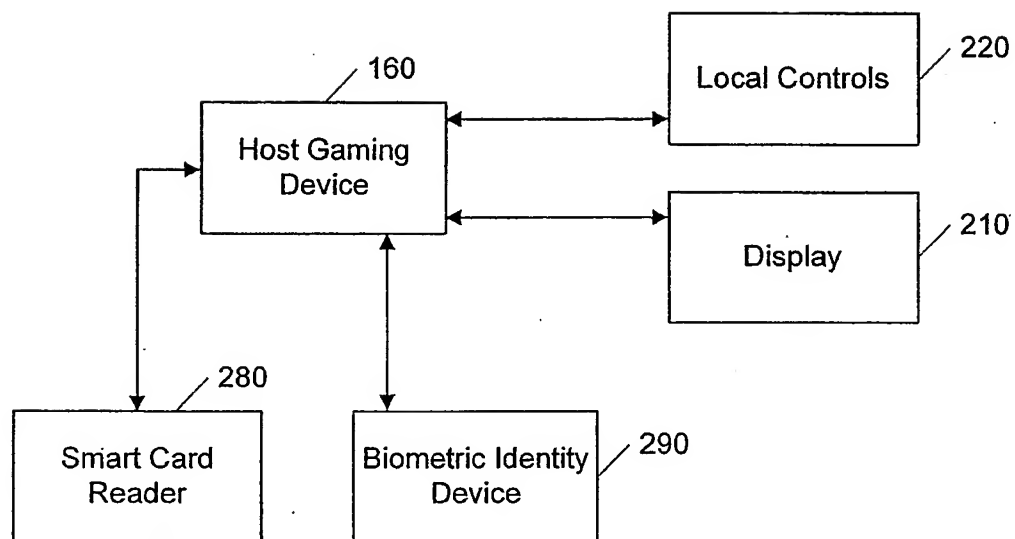 160
Host Gaming
Device
Local Controls
220
Display
210
280
Smart Card
Reader
Biometric Identity
Device
290